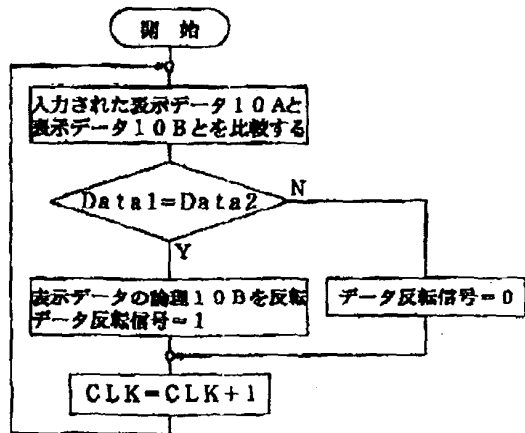 開始
入力された表示データ10Aと
表示データ10Bとを比較する
Data1=Data2
N
Y
表示データの論理10Bを反転
データ反転信号=1
データ反転信号=0
CLK=CLK+1